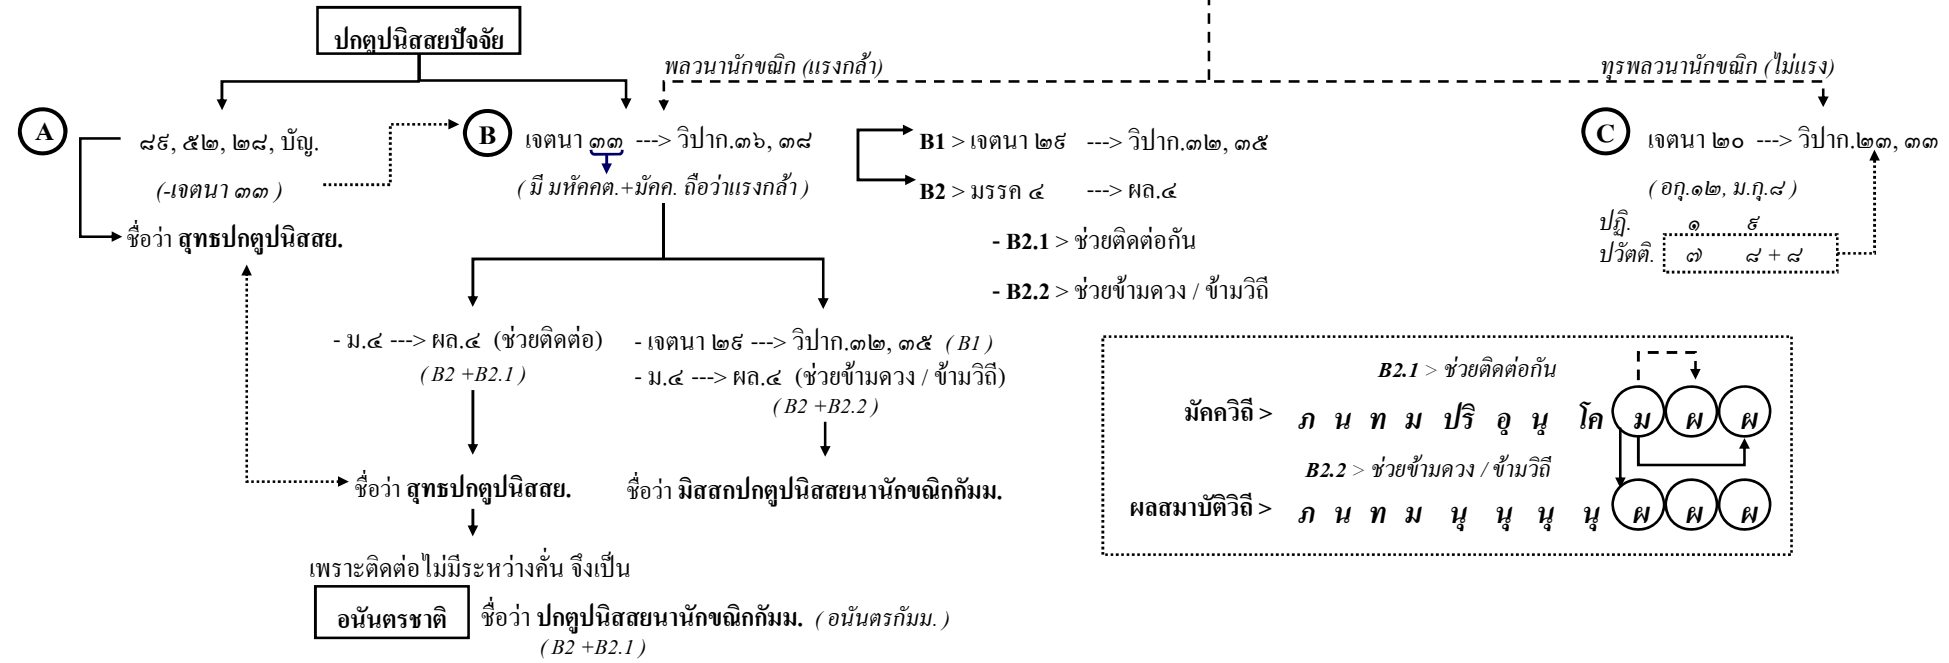 ปกตูปนิสสยปัจจัย
พลวนานักขณิก (แรงกล้า)
ทุรพลวนานักขณิก (ไม่แรง)
A
๘๙, ๕๒, ๒๘, บัญ.
(-เจตนา ๓๓ )
ชื่อว่า สุทธปกตูปนิสสย.
B
เจตนา ๓๓ ---> วิปาก.๓๖, ๓๘
( มี มหัคคต.+มัคค. ถือว่าแรงกล้า )
B1 > เจตนา ๒๙ ---> วิปาก.๓๒, ๓๕
B2 > มรรค ๔ ---> ผล.๔
- B2.1 > ช่วยติดต่อกัน
- B2.2 > ช่วยข้ามดวง / ข้ามวิถี
C
เจตนา ๒๐ ---> วิปาก.๒๓, ๓๓
( อกุ.๑๒, ม.กุ.๘ )
ปฏิ. ๑ ๙
ปวัตติ. ๗ ๘ + ๘
- ม.๔ ---> ผล.๔ (ช่วยติดต่อ)
( B2 +B2.1 )
- เจตนา ๒๙ ---> วิปาก.๓๒, ๓๕ ( B1 )
- ม.๔ ---> ผล.๔ (ช่วยข้ามดวง / ข้ามวิถี)
( B2 +B2.2 )
ชื่อว่า สุทธปกตูปนิสสย.
ชื่อว่า มิสสกปกตูปนิสสยนานักขณิกกัมม.
เพราะติดต่อไม่มีระหว่างคั่น จึงเป็น
อนันตรชาติ
ชื่อว่า ปกตูปนิสสยนานักขณิกกัมม. ( อนันตรกัมม. )
( B2 +B2.1 )
B2.1 > ช่วยติดต่อกัน
มัคควิถี > ภ น ท ม ปริ อุ นุ โค ม ผ ผ
B2.2 > ช่วยข้ามดวง / ข้ามวิถี
ผลสมาบัติวิถี > ภ น ท ม นุ นุ นุ นุ ผ ผ ผ